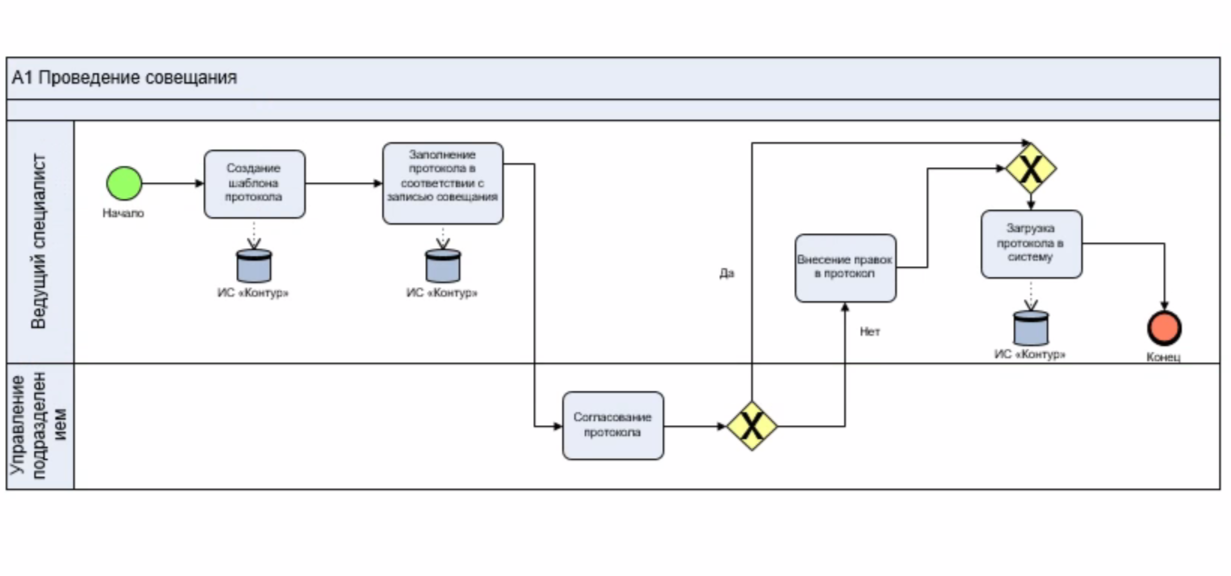 A1 Проведение совещания
Ведущий специалист
Начало
Создание
шаблона
протокола
ИС «Контур»
Заполнение
протокола в
соответствии с
записью совещания
ИС «Контур»
Да
Внесение правок
в протокол
Нет
X
Загрузка
протокола в
систему
ИС «Контур»
Конец
Управление
подразделен
ием
Согласование
протокола
X